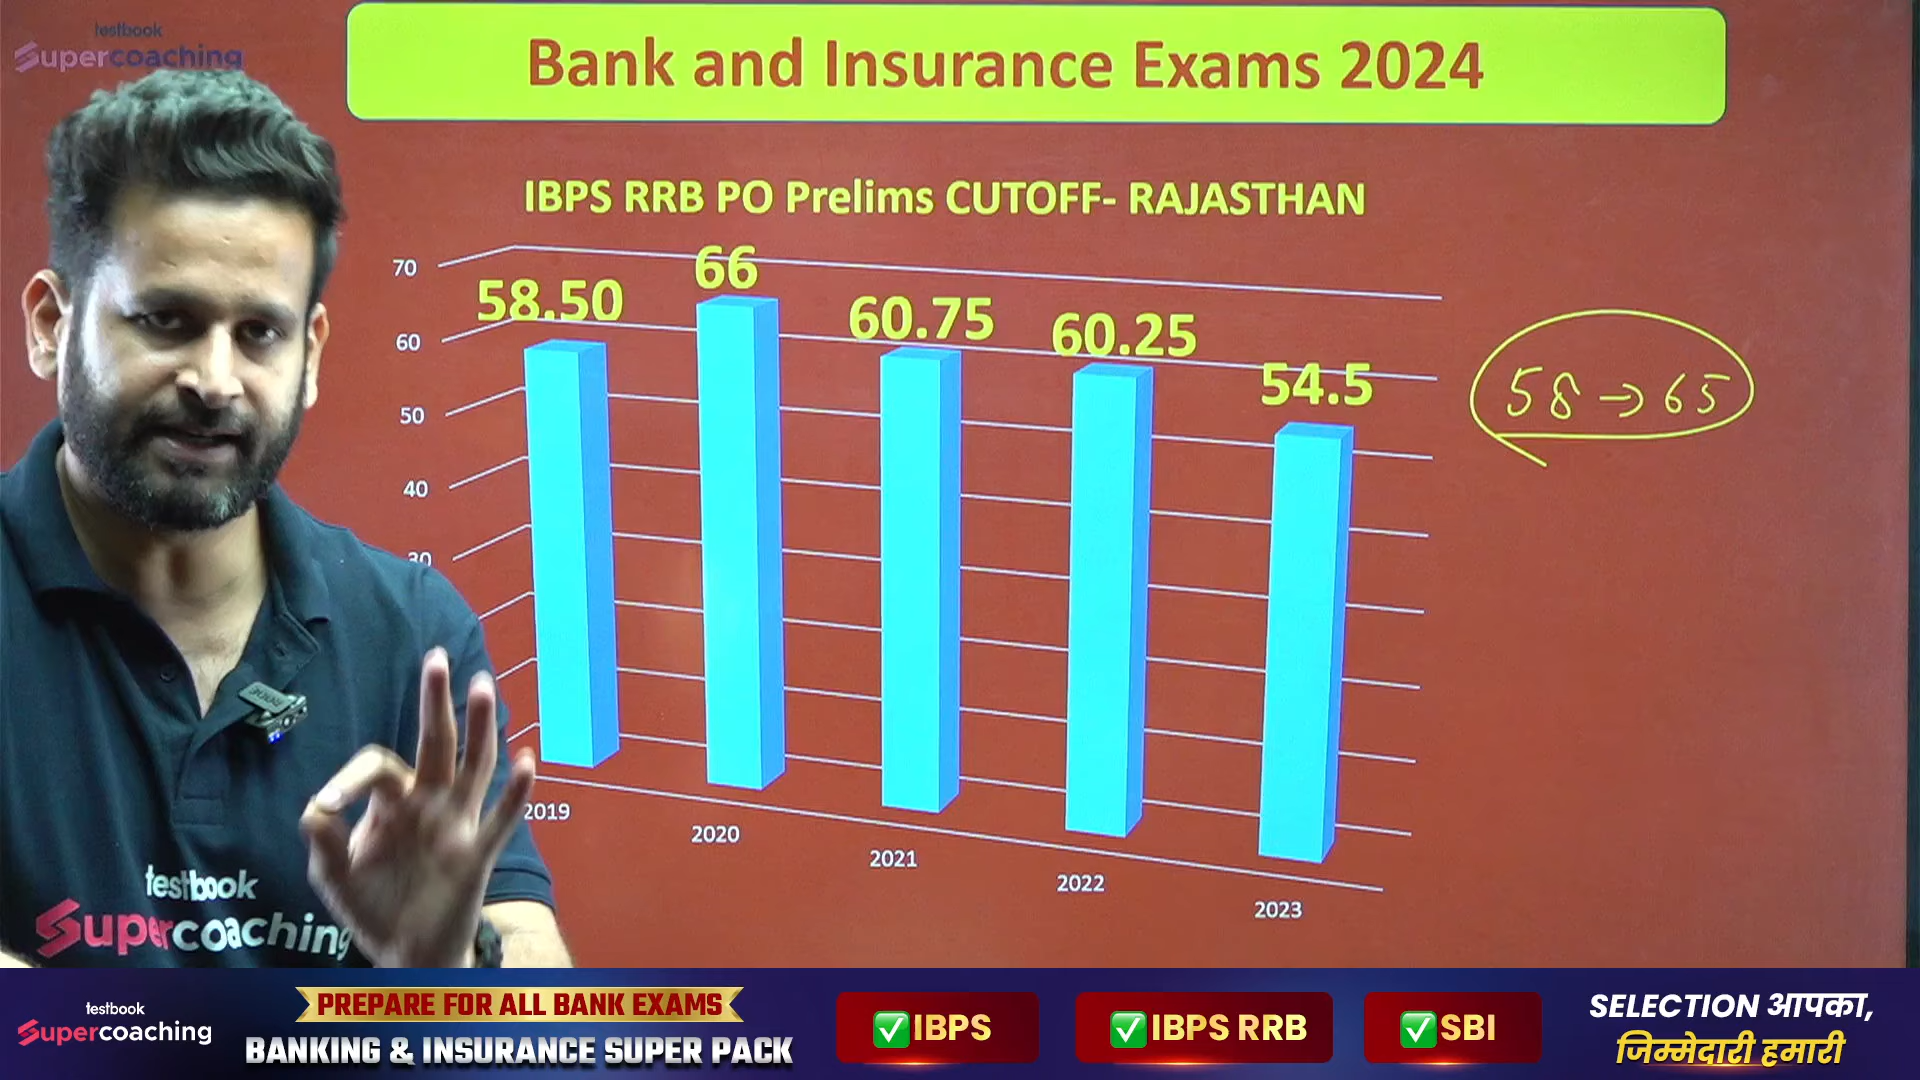 testbook
Supercoaching
Bank and Insurance Exams 2024
IBPS RRB PO Prelims CUTOFF- RAJASTHAN
70
60
50
40
30
58.50
66
60.75
60.25
54.5
58 → 65
2019
2020
2021
2022
2023
RODE
testbook
Supercoaching
testbook
Supercoaching
PREPARE FOR ALL BANK EXAMS
BANKING & INSURANCE SUPER PACK
✅IBPS
✅IBPS RRB
✅SBI
SELECTION आपका,
जिम्मेदारी हमारी